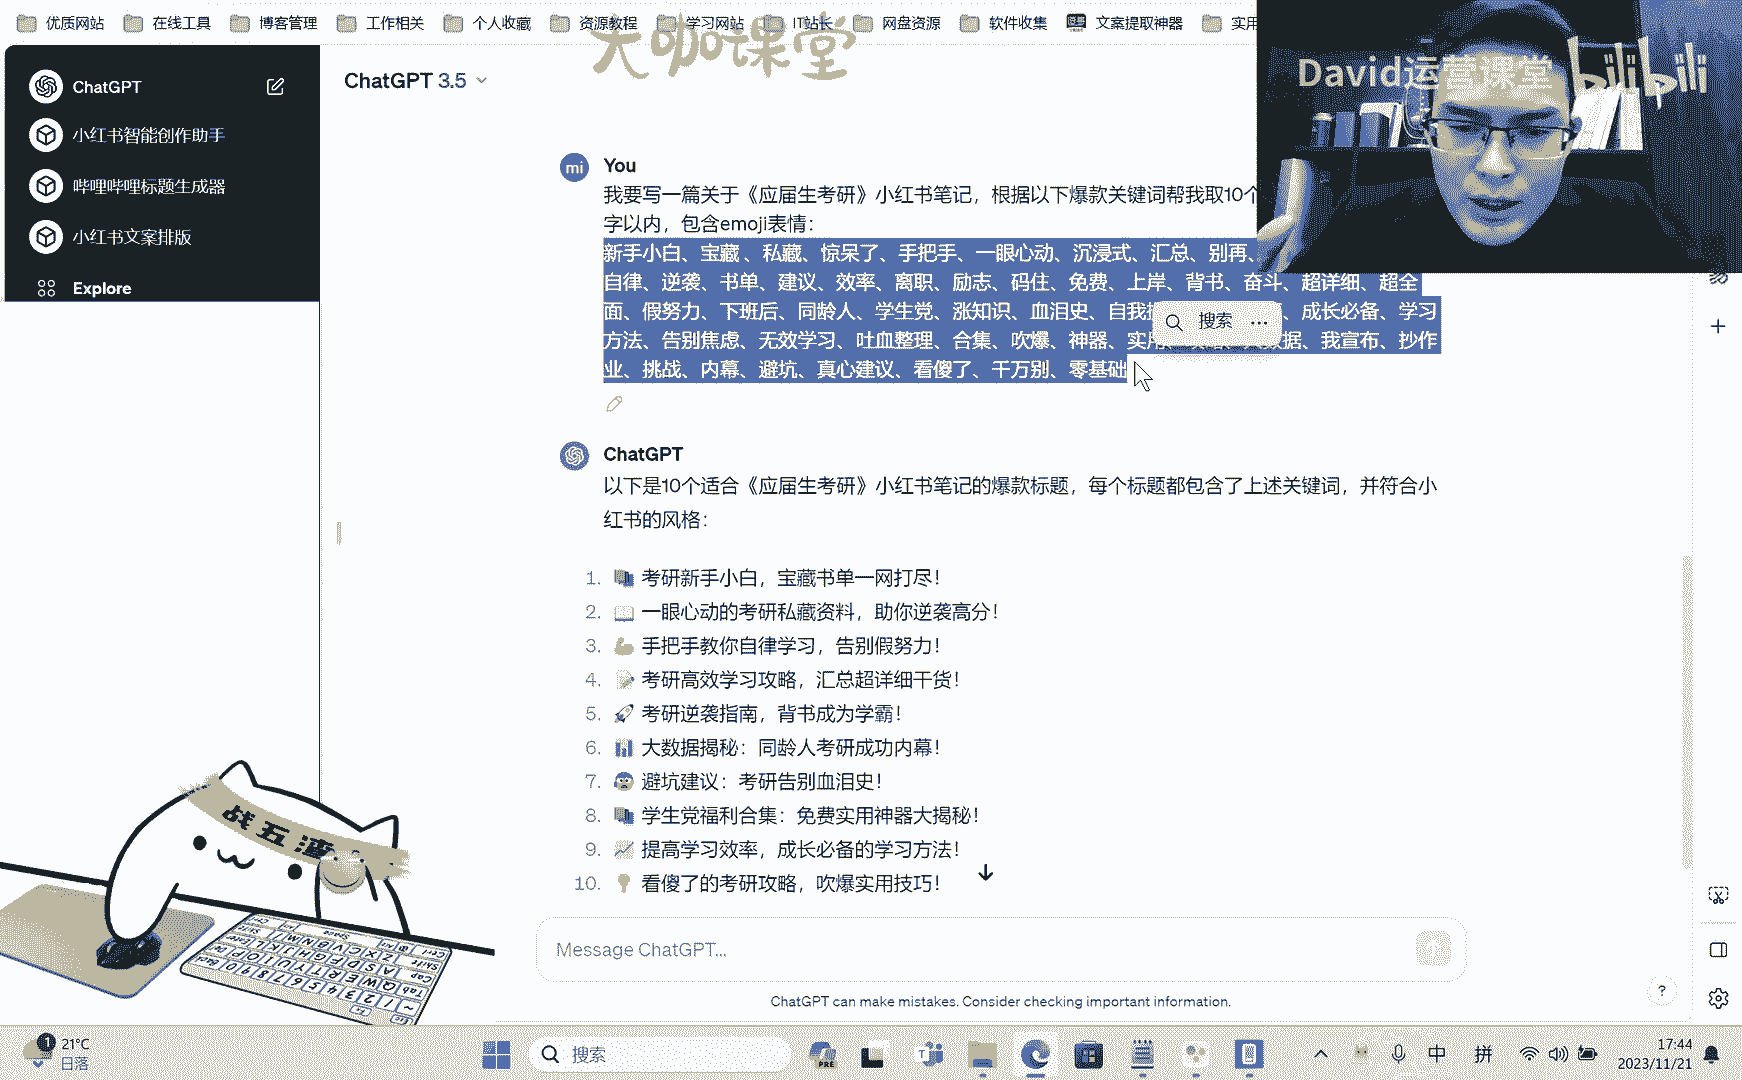 优质网站 在线工具 博客管理 工作相关 个人收藏 资源教程 学习网站 IT站长 网盘资源 软件收集 文案提取神器 实用
大咖课堂
David运营课堂 bilibili
ChatGPT
小红书智能创作助手
哔哩哔哩标题生成器
小红书文案排版
Explore
ChatGPT 3.5
mi You
我要写一篇关于《应届生考研》小红书笔记，根据以下爆款关键词帮我取10个
字以内，包含emoji表情：
新手小白、宝藏、私藏、惊呆了、手把手、一眼心动、沉浸式、汇总、别再、
自律、逆袭、书单、建议、效率、离职、励志、码住、免费、上岸、背书、奋斗、超详细、超全
面、假努力、下班后、同龄人、学生党、涨知识、血泪史、自我 、成长必备、学习
方法、告别焦虑、无效学习、吐血整理、合集、吹爆、神器、实用、 据、我宣布、抄作
业、挑战、内幕、避坑、真心建议、看傻了、千万别、零基础
搜索 ···
ChatGPT
以下是10个适合《应届生考研》小红书笔记的爆款标题，每个标题都包含了上述关键词，并符合小
红书的风格：
1. 📚 考研新手小白，宝藏书单一网打尽！
2. 📖 一眼心动的考研私藏资料，助你逆袭高分！
3. 💪 手把手教你自律学习，告别假努力！
4. 📝 考研高效学习攻略，汇总超详细干货！
5. 🚀 考研逆袭指南，背书成为学霸！
6. 📊 大数据揭秘：同龄人考研成功内幕！
7. 😨 避坑建议：考研告别血泪史！
8. 📚 学生党福利合集：免费实用神器大揭秘！
9. 📈 提高学习效率，成长必备的学习方法！
10. 💡 看傻了的考研攻略，吹爆实用技巧！
战五渣
Message ChatGPT...
ChatGPT can make mistakes. Consider checking important information.
?
1 21°C
日落
搜索
PRE
中 拼
17:44
2023/11/21